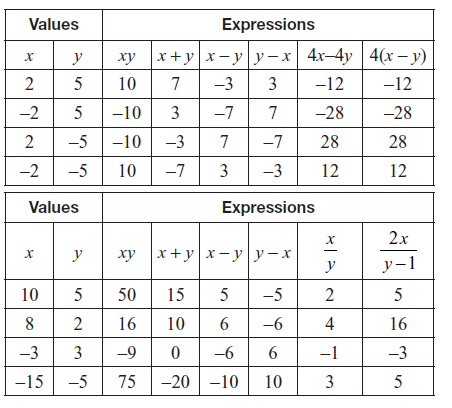 Values Expressions
x y xy x + y x – y y – x 4x–4y 4(x – y)
2 5 10 7 –3 3 –12 –12
–2 5 –10 3 –7 7 –28 –28
2 –5 –10 –3 7 –7 28 28
–2 –5 10 –7 3 –3 12 12
Values Expressions
x y xy x + y x – y y – x x/y 2x/y–1
10 5 50 15 5 –5 2 5
8 2 16 10 6 –6 4 16
–3 3 –9 0 –6 6 –1 –3
–15 –5 75 –20 –10 10 3 5